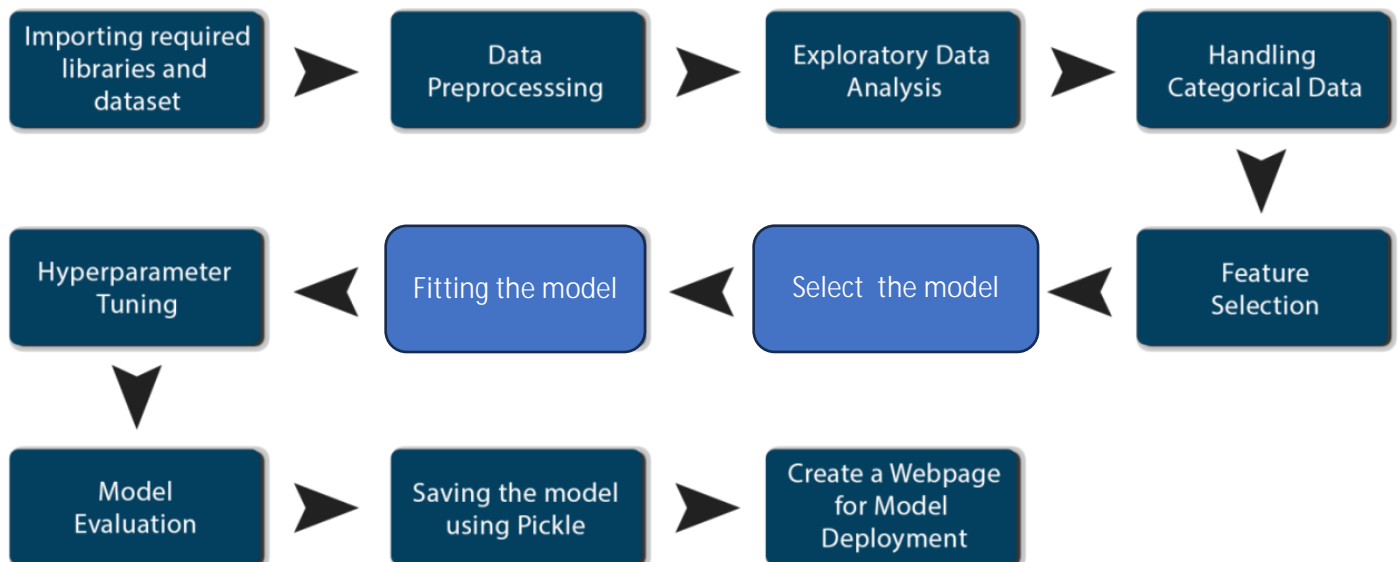 Importing required
libraries and
dataset
Data
Preprocesssing
Exploratory Data
Analysis
Handling
Categorical Data
Feature
Selection
Select the model
Fitting the model
Hyperparameter
Tuning
Model
Evaluation
Saving the model
using Pickle
Create a Webpage
for Model
Deployment